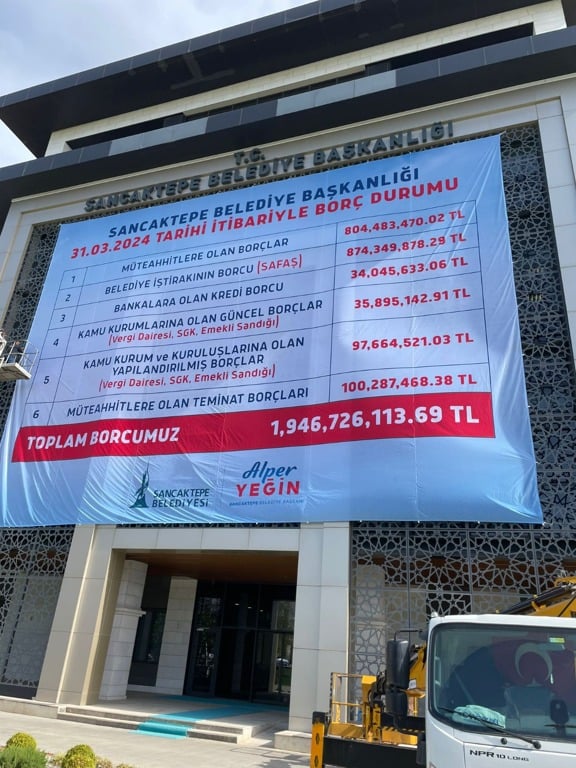 T.C.
SANCAKTEPE BELEDİYE BAŞKANLIĞI
SANCAKTEPE BELEDİYE BAŞKANLIĞI
31.03.2024 TARİHİ İTİBARİYLE BORÇ DURUMU
1 MÜTEAHHİTLERE OLAN BORÇLAR 804,483,470.02 TL
2 BELEDİYE İŞTİRAKININ BORCU (SAFAŞ) 874,349,878.29 TL
3 BANKALARA OLAN KREDİ BORCU 34,045,633.06 TL
4 KAMU KURUMLARINA OLAN GÜNCEL BORÇLAR 35,895,142.91 TL
(Vergi Dairesi, SGK, Emekli Sandığı)
5 KAMU KURUM ve KURULUŞLARINA OLAN
YAPILANDIRILMIŞ BORÇLAR 97,664,521.03 TL
(Vergi Dairesi, SGK, Emekli Sandığı)
6 MÜTEAHHİTLERE OLAN TEMİNAT BORÇLARI 100,287,468.38 TL
TOPLAM BORCUMUZ 1,946,726,113.69 TL
SANCAKTEPE
BELEDİYESİ
Alper
YEĞİN
SANCAKTEPE BELEDİYE BAŞKANI
NPR 10 LONG